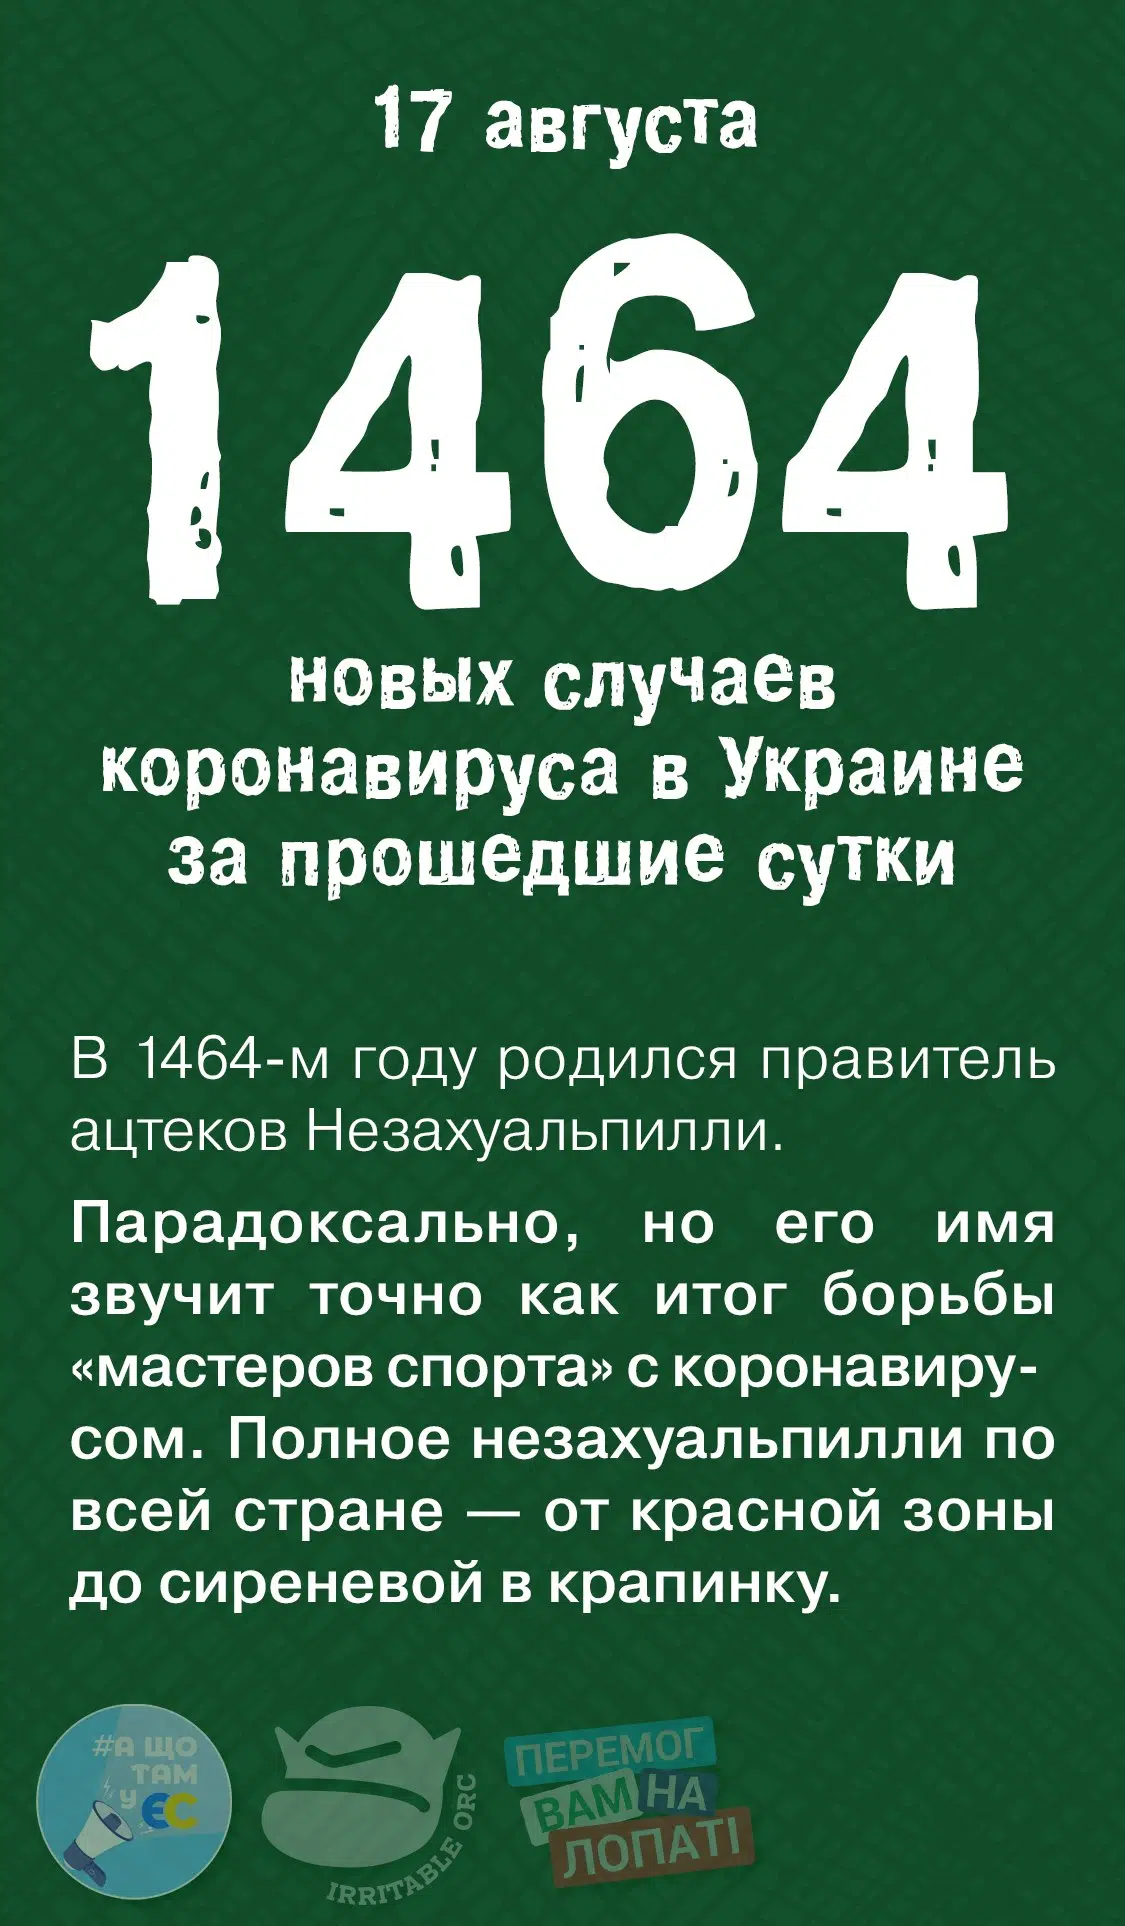 17 августа
1464
новых случаев
коронавируса в Украине
за прошедшие сутки
В 1464-м году родился правитель
ацтеков Незахуальпилли.
Парадоксально, но его имя
звучит точно как итог борьбы
«мастеров спорта» с коронавиру-
сом. Полное незахуальпилли по
всей стране — от красной зоны
до сиреневой в крапинку.
#А ЩО
ТАМ
У ЄС
IRRITABLE ORC
ПЕРЕМОГ
ВАМ НА
ЛОПАТІ